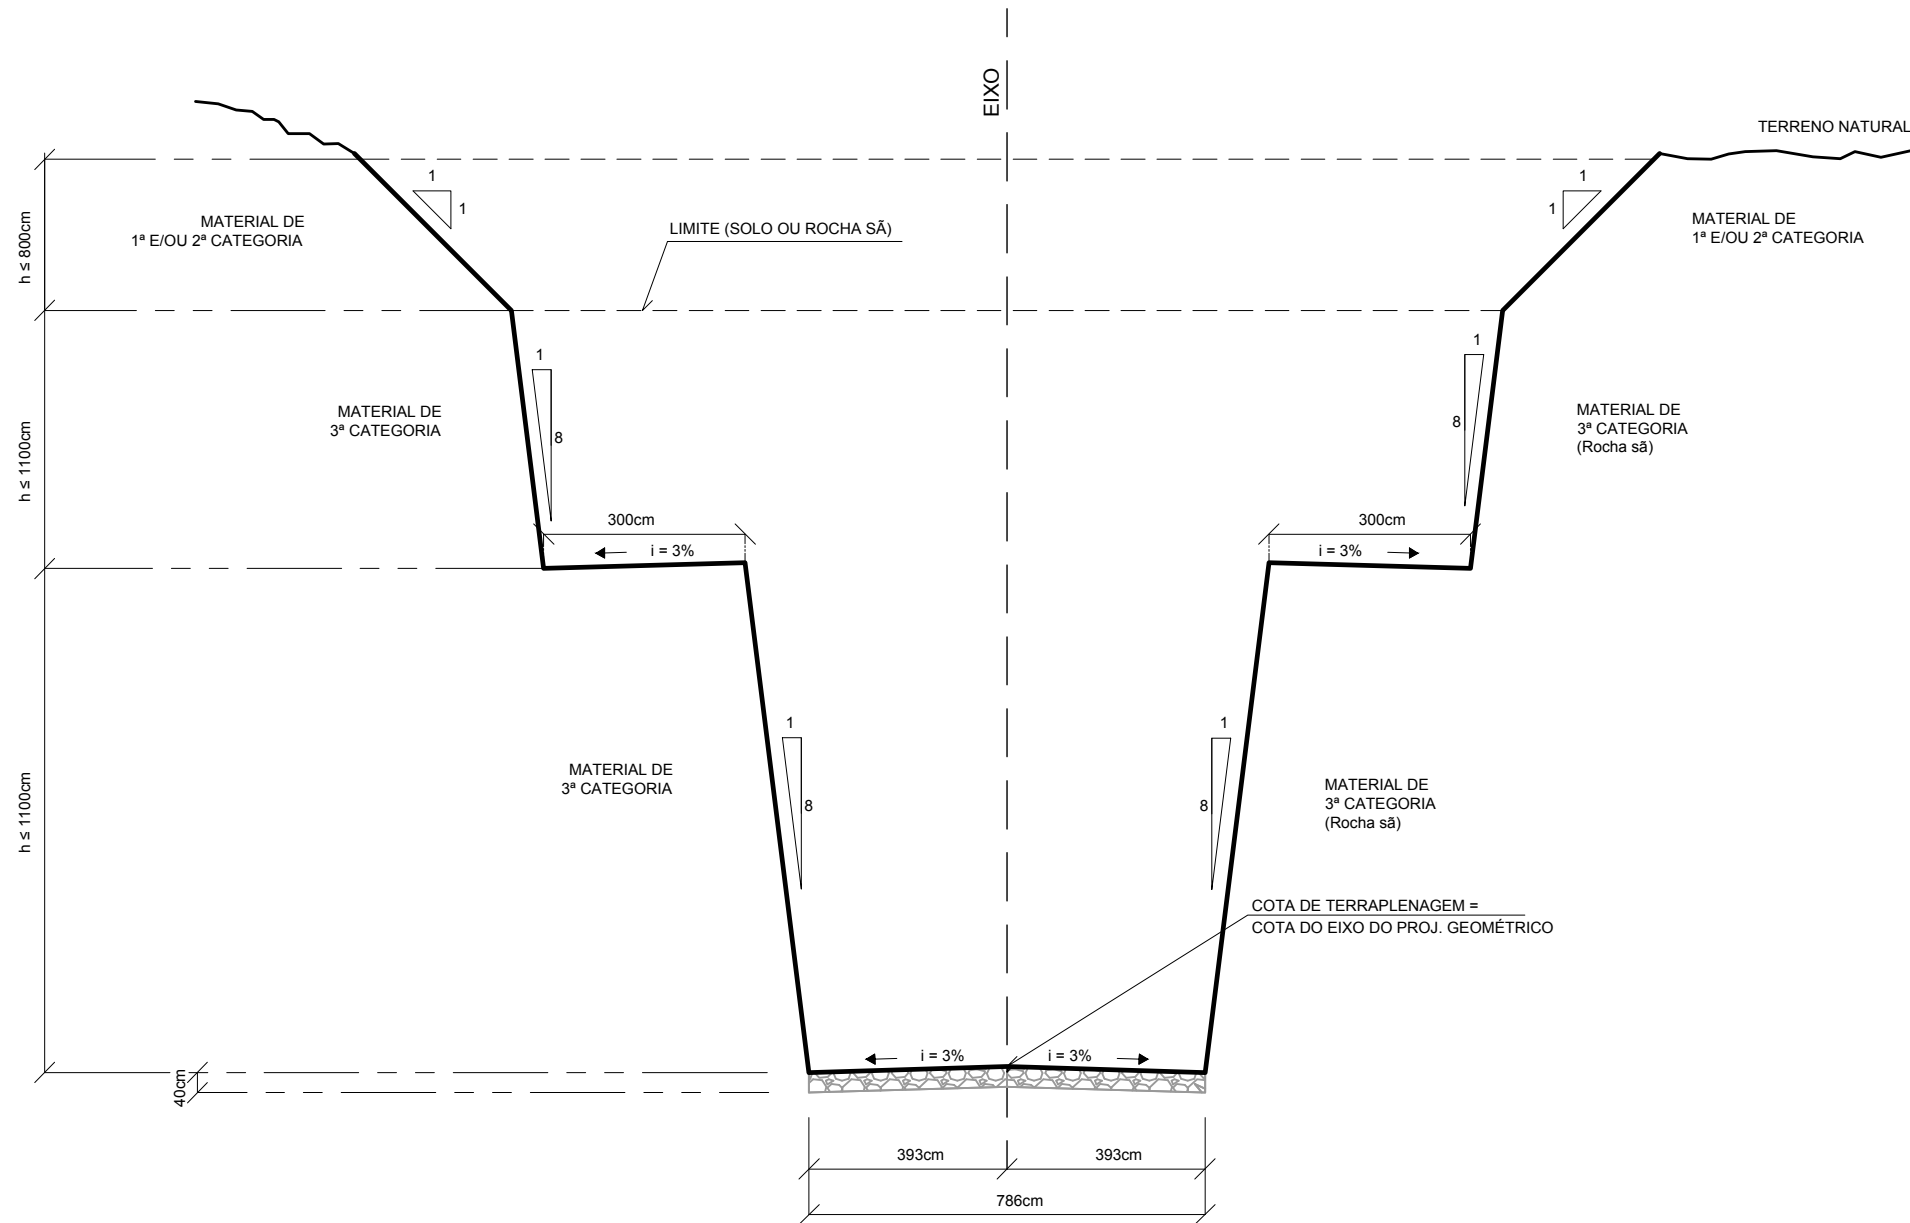 EIXO
TERRENO NATURAL
1
1
1
1
MATERIAL DE
1ª E/OU 2ª CATEGORIA
LIMITE (SOLO OU ROCHA SÃ)
MATERIAL DE
1ª E/OU 2ª CATEGORIA
h ≤ 800cm
1
8
1
8
MATERIAL DE
3ª CATEGORIA
MATERIAL DE
3ª CATEGORIA
(Rocha sã)
h ≤ 1100cm
300cm
300cm
i = 3%
i = 3%
1
8
1
8
MATERIAL DE
3ª CATEGORIA
MATERIAL DE
3ª CATEGORIA
(Rocha sã)
h ≤ 1100cm
COTA DE TERRAPLENAGEM =
COTA DO EIXO DO PROJ. GEOMÉTRICO
i = 3%
i = 3%
40cm
393cm
393cm
786cm